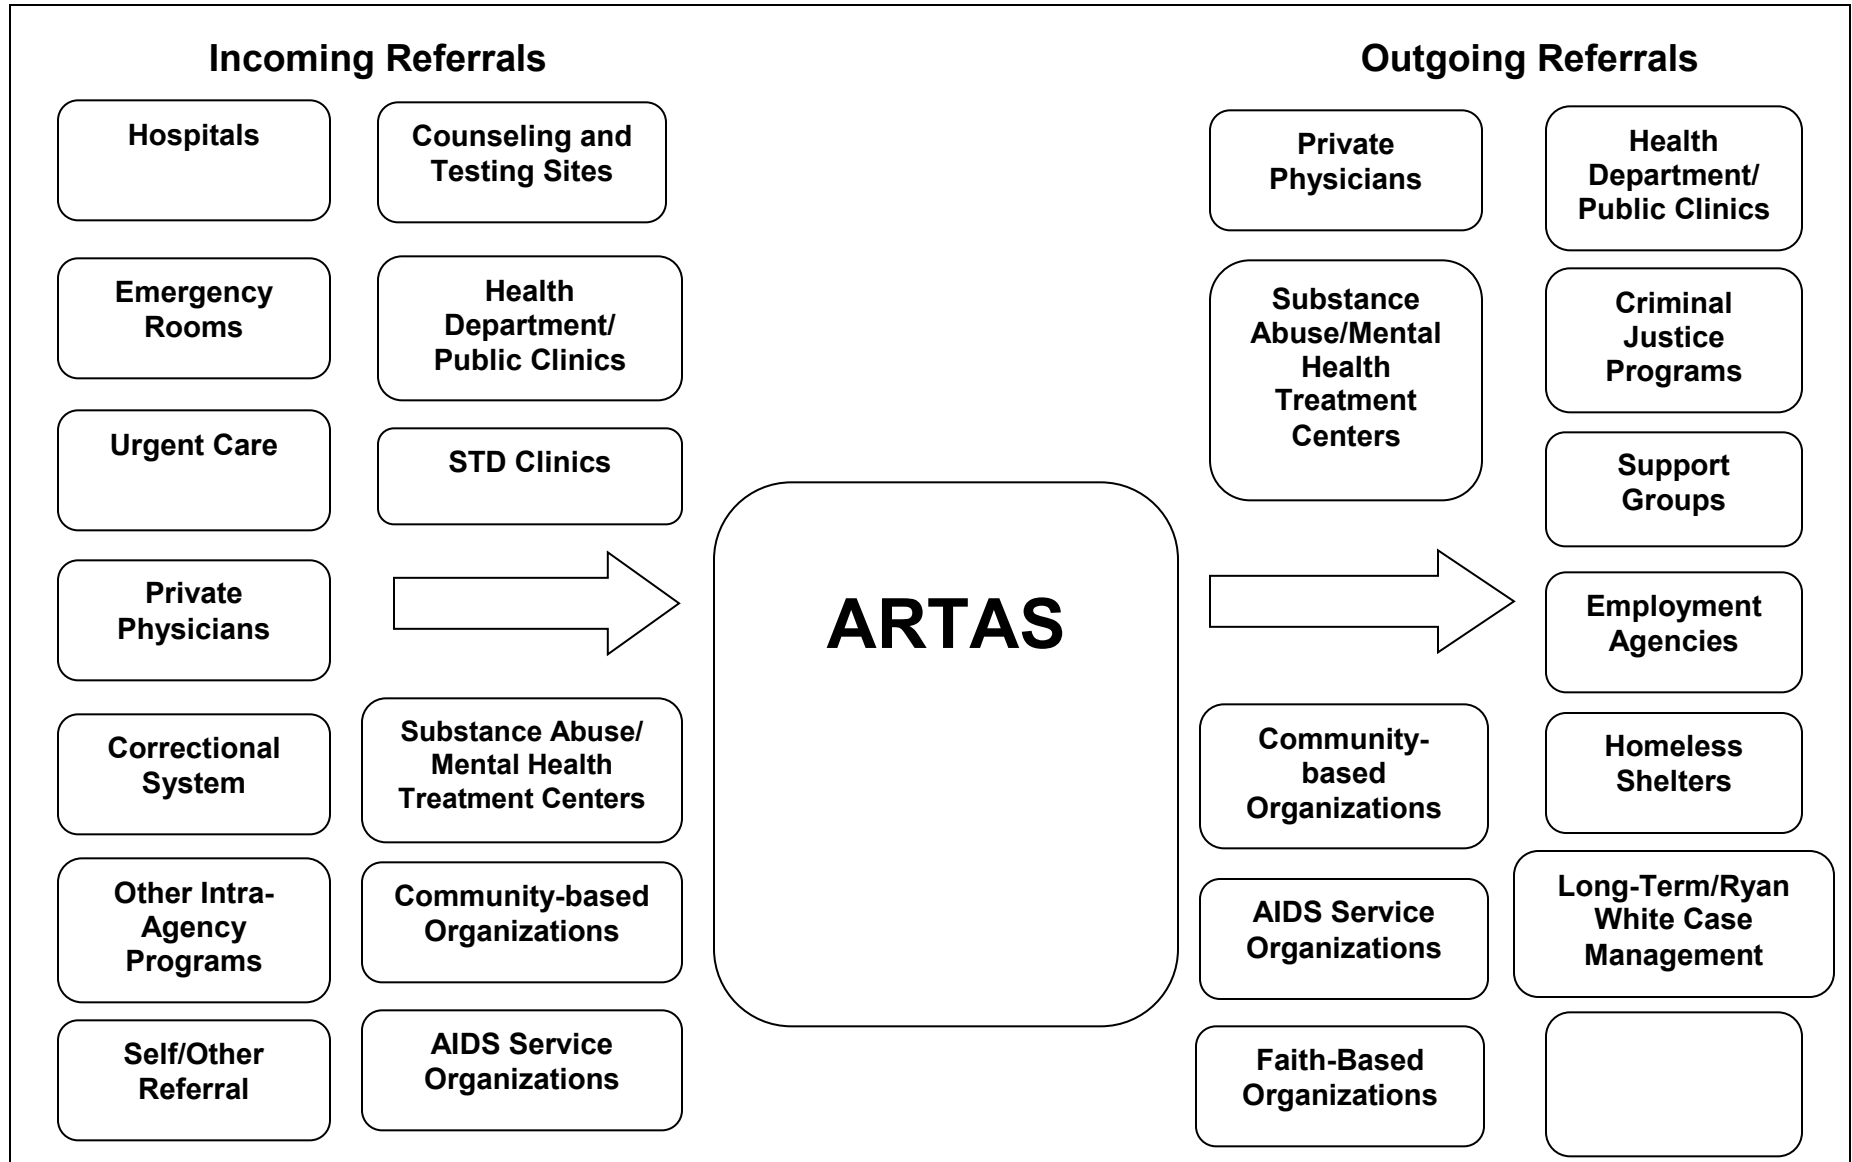 Incoming Referrals
Outgoing Referrals
Hospitals
Counseling and
Testing Sites
Emergency
Rooms
Health
Department/
Public Clinics
Urgent Care
STD Clinics
Private
Physicians
Correctional
System
Substance Abuse/
Mental Health
Treatment Centers
Other Intra-
Agency
Programs
Community-based
Organizations
Self/Other
Referral
AIDS Service
Organizations
ARTAS
Private
Physicians
Health
Department/
Public Clinics
Substance
Abuse/Mental
Health
Treatment
Centers
Criminal
Justice
Programs
Support
Groups
Employment
Agencies
Community-
based
Organizations
Homeless
Shelters
AIDS Service
Organizations
Long-Term/Ryan
White Case
Management
Faith-Based
Organizations